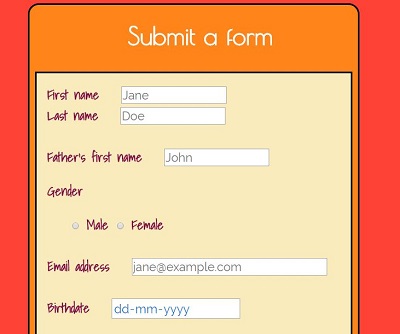 Submit a form
First name Jane
Last name Doe
Father's first name John
Gender
Male Female
Email address jane@example.com
Birthdate dd-mm-yyyy